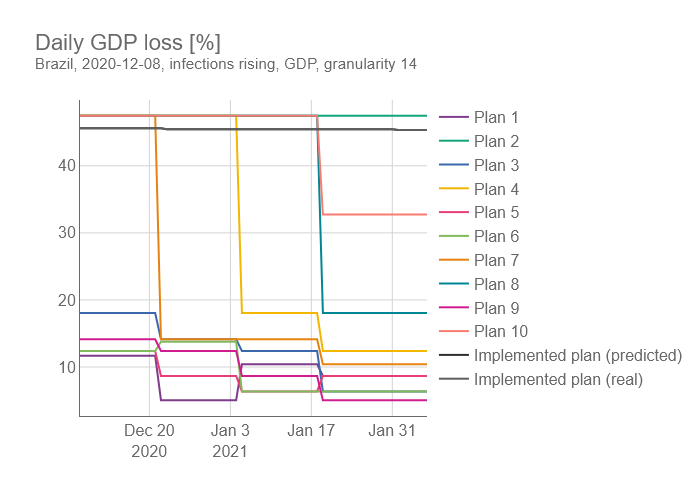 Daily GDP loss [%]
Brazil, 2020-12-08, infections rising, GDP, granularity 14
40
30
20
10
Dec 20
2020
Jan 3
2021
Jan 17
Jan 31
Plan 1
Plan 2
Plan 3
Plan 4
Plan 5
Plan 6
Plan 7
Plan 8
Plan 9
Plan 10
Implemented plan (predicted)
Implemented plan (real)